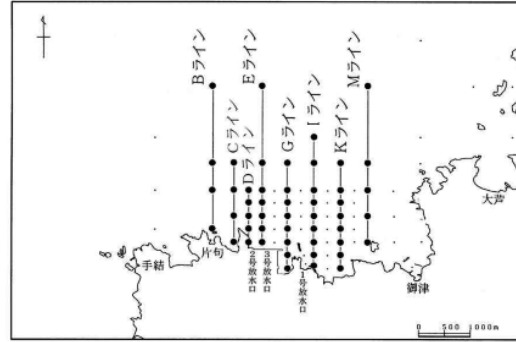 Bライン
Cライン
Dライン
Eライン
Gライン
Iライン
Kライン
Mライン
大芦
片句
手結
御津
2号放水口
3号放水口
1号放水口
0 500 1000m